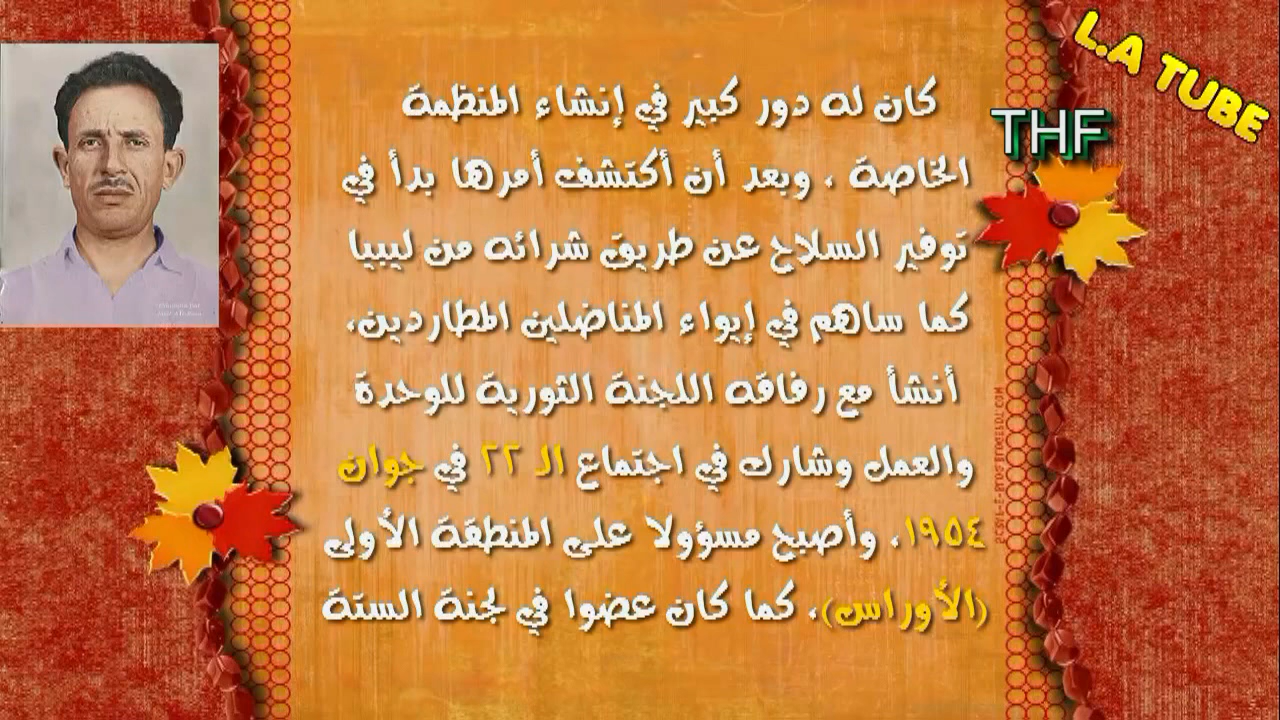 كان له دور كبير في إنشاء المنظمة
الخاصة ، وبعد أن أكتشف أمرها بدأ في
توفير السلاح عن طريق شرائه من ليبيا
كما ساهم في إيواء المناضلين المطاردين،
أنشأ مع رفاقه اللجنة الثورية للوحدة
والعمل وشارك في اجتماع الـ ٢٢ في جوان
١٩٥٤، وأصبح مسؤولا على المنطقة الأولى
(الأوراس)، كما كان عضوا في لجنة الستة
L.A TUBE
THF